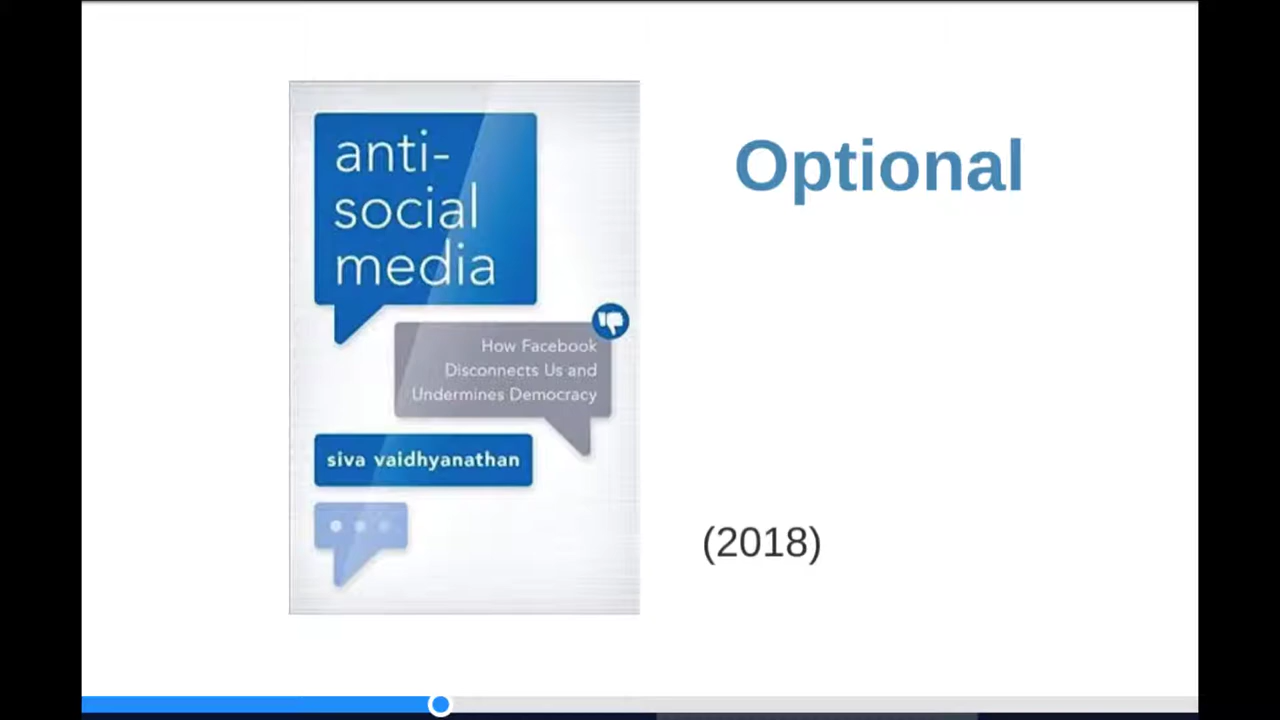 anti-
social
media
How Facebook
Disconnects Us and
Undermines Democracy
siva vaidhyanathan
Optional
(2018)